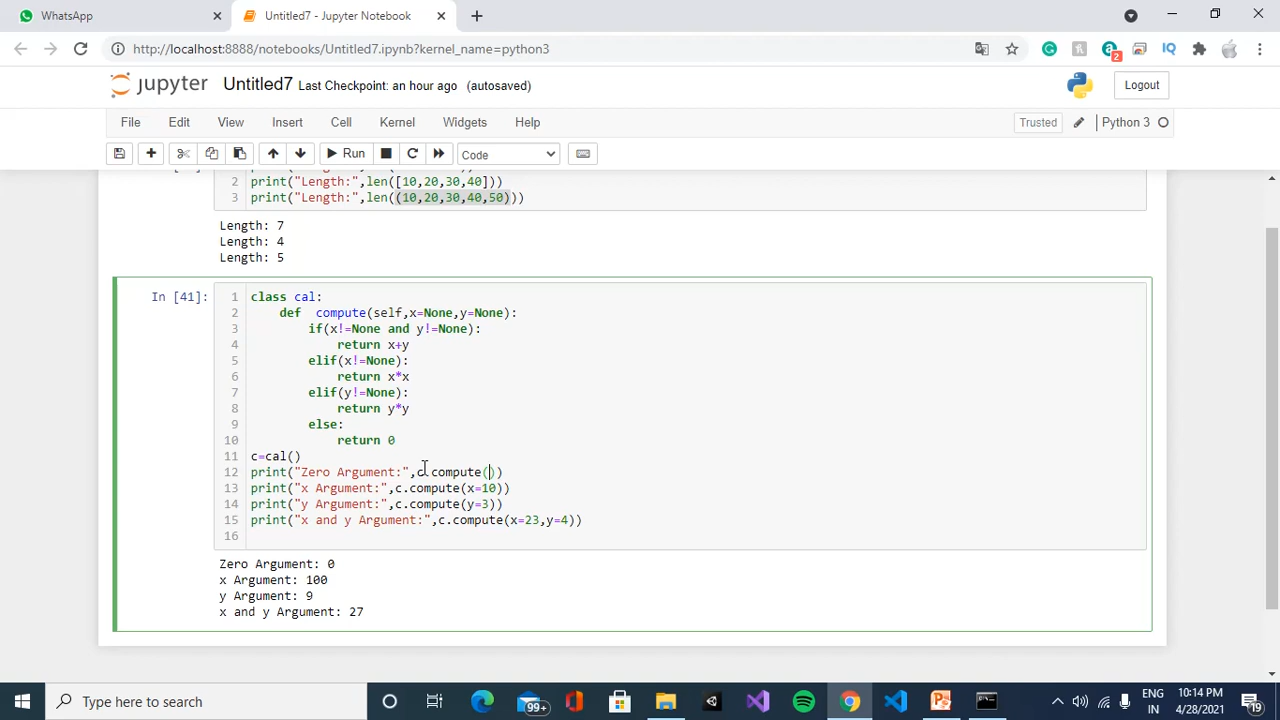 WhatsApp
Untitled7 - Jupyter Notebook
http://localhost:8888/notebooks/Untitled7.ipynb?kernel_name=python3
2
IQ
jupyter Untitled7 Last Checkpoint: an hour ago (autosaved)
Logout
File Edit View Insert Cell Kernel Widgets Help
Trusted Python 3
Run Code
2 print("Length:",len([10,20,30,40]))
3 print("Length:",len((10,20,30,40,50)))
Length: 7
Length: 4
Length: 5
In [41]:
1 class cal:
2     def  compute(self,x=None,y=None):
3         if(x!=None and y!=None):
4             return x+y
5         elif(x!=None):
6             return x*x
7         elif(y!=None):
8             return y*y
9         else:
10             return 0
11 c=cal()
12 print("Zero Argument:",c.compute())
13 print("x Argument:",c.compute(x=10))
14 print("y Argument:",c.compute(y=3))
15 print("x and y Argument:",c.compute(x=23,y=4))
16
Zero Argument: 0
x Argument: 100
y Argument: 9
x and y Argument: 27
Type here to search
99+
ENG
IN
10:14 PM
4/28/2021
19